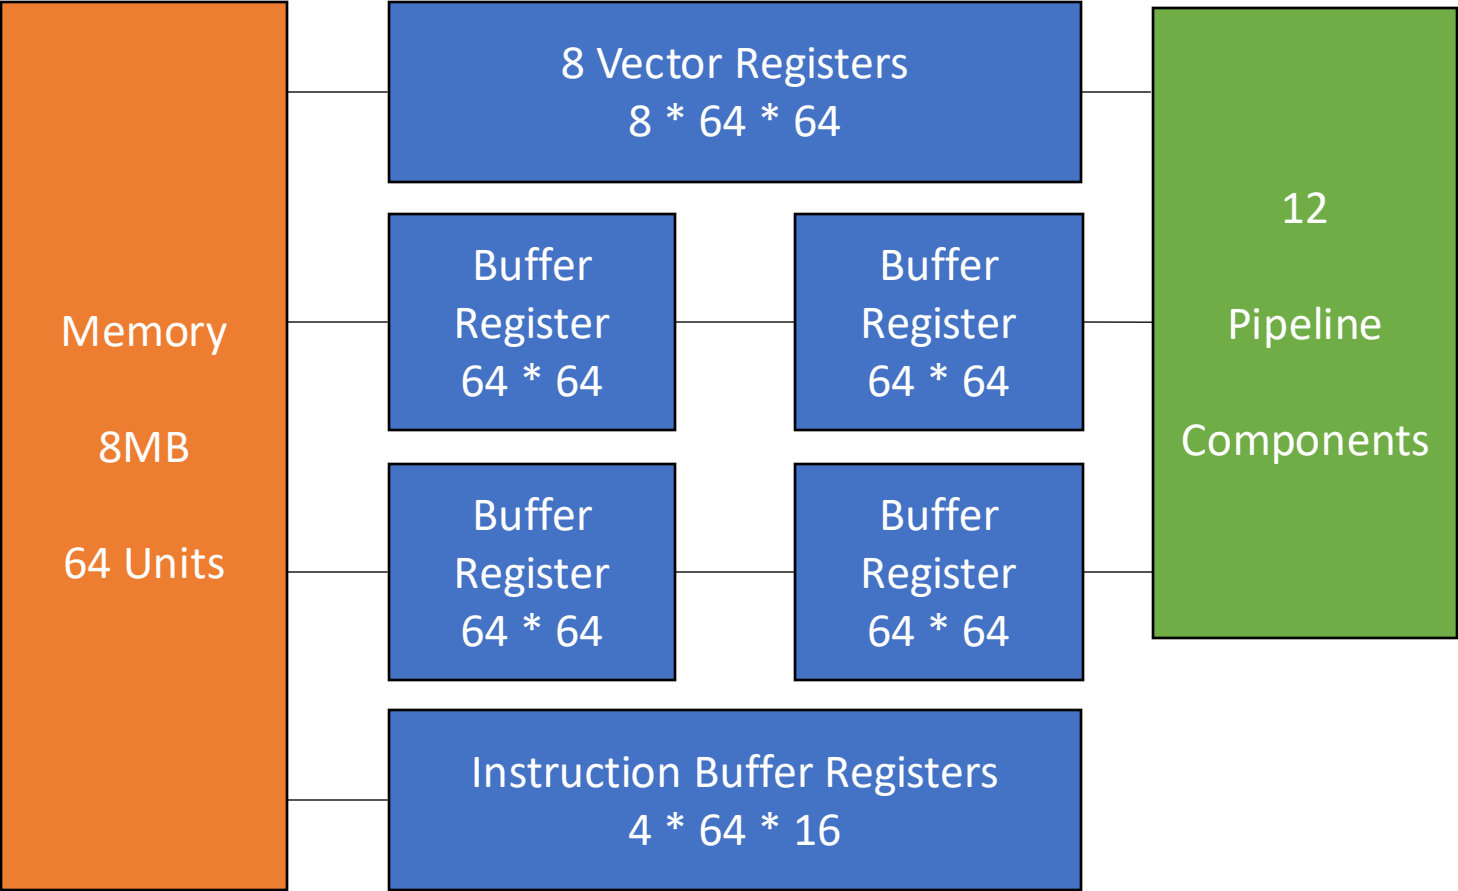 8 Vector Registers
8 * 64 * 64
Memory
8MB
64 Units
Buffer
Register
64 * 64
Buffer
Register
64 * 64
Buffer
Register
64 * 64
Buffer
Register
64 * 64
Instruction Buffer Registers
4 * 64 * 16
12
Pipeline
Components